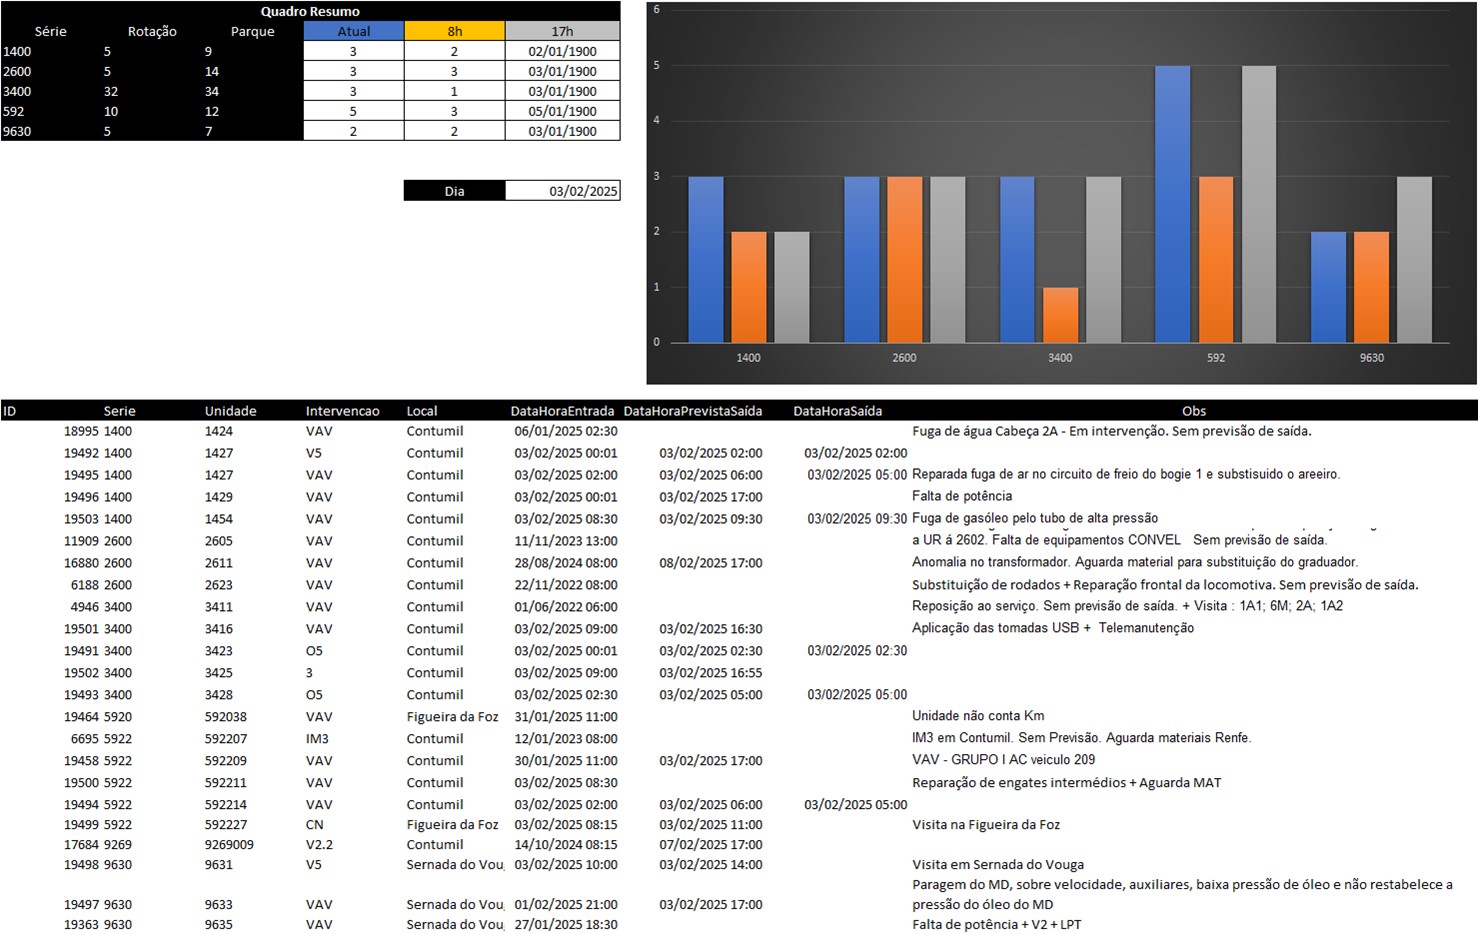 Quadro Resumo
Série Rotação Parque Atual 8h 17h
1400 5 9 3 2 02/01/1900
2600 5 14 3 3 03/01/1900
3400 32 34 3 1 03/01/1900
592 10 12 5 3 05/01/1900
9630 5 7 2 2 03/01/1900
Dia 03/02/2025
6
5
4
3
2
1
0
1400 2600 3400 592 9630
ID Serie Unidade Intervencao Local DataHoraEntrada DataHoraPrevistaSaída DataHoraSaída Obs
18995 1400 1424 VAV Contumil 06/01/2025 02:30 Fuga de água Cabeça 2A - Em intervenção. Sem previsão de saída.
19492 1400 1427 V5 Contumil 03/02/2025 00:01 03/02/2025 02:00 03/02/2025 02:00
19495 1400 1427 VAV Contumil 03/02/2025 02:00 03/02/2025 06:00 03/02/2025 05:00 Reparada fuga de ar no circuito de freio do bogie 1 e substisuido o areeiro.
19496 1400 1429 VAV Contumil 03/02/2025 00:01 03/02/2025 17:00 Falta de potência
19503 1400 1454 VAV Contumil 03/02/2025 08:30 03/02/2025 09:30 03/02/2025 09:30 Fuga de gasóleo pelo tubo de alta pressão
11909 2600 2605 VAV Contumil 11/11/2023 13:00 a UR á 2602. Falta de equipamentos CONVEL Sem previsão de saída.
16880 2600 2611 VAV Contumil 28/08/2024 08:00 08/02/2025 17:00 Anomalia no transformador. Aguarda material para substituição do graduador.
6188 2600 2623 VAV Contumil 22/11/2022 08:00 Substituição de rodados + Reparação frontal da locomotiva. Sem previsão de saída.
4946 3400 3411 VAV Contumil 01/06/2022 06:00 Reposição ao serviço. Sem previsão de saída. + Visita : 1A1; 6M; 2A; 1A2
19501 3400 3416 VAV Contumil 03/02/2025 09:00 03/02/2025 16:30 Aplicação das tomadas USB + Telemanutenção
19491 3400 3423 O5 Contumil 03/02/2025 00:01 03/02/2025 02:30 03/02/2025 02:30
19502 3400 3425 3 Contumil 03/02/2025 09:00 03/02/2025 16:55
19493 3400 3428 O5 Contumil 03/02/2025 02:30 03/02/2025 05:00 03/02/2025 05:00
19464 5920 592038 VAV Figueira da Foz 31/01/2025 11:00 Unidade não conta Km
6695 5922 592207 IM3 Contumil 12/01/2023 08:00 IM3 em Contumil. Sem Previsão. Aguarda materiais Renfe.
19458 5922 592209 VAV Contumil 30/01/2025 11:00 03/02/2025 17:00 VAV - GRUPO I AC veiculo 209
19500 5922 592211 VAV Contumil 03/02/2025 08:30 Reparação de engates intermédios + Aguarda MAT
19494 5922 592214 VAV Contumil 03/02/2025 02:00 03/02/2025 06:00 03/02/2025 05:00
19499 5922 592227 CN Figueira da Foz 03/02/2025 08:15 03/02/2025 11:00 Visita na Figueira da Foz
17684 9269 9269009 V2.2 Contumil 14/10/2024 08:15 07/02/2025 17:00
19498 9630 9631 V5 Sernada do Vou 03/02/2025 10:00 03/02/2025 14:00 Visita em Sernada do Vouga
Paragem do MD, sobre velocidade, auxiliares, baixa pressão de óleo e não restabelece a
19497 9630 9633 VAV Sernada do Vou 01/02/2025 21:00 03/02/2025 17:00 pressão do óleo do MD
19363 9630 9635 VAV Sernada do Vou 27/01/2025 18:30 Falta de potência + V2 + LPT